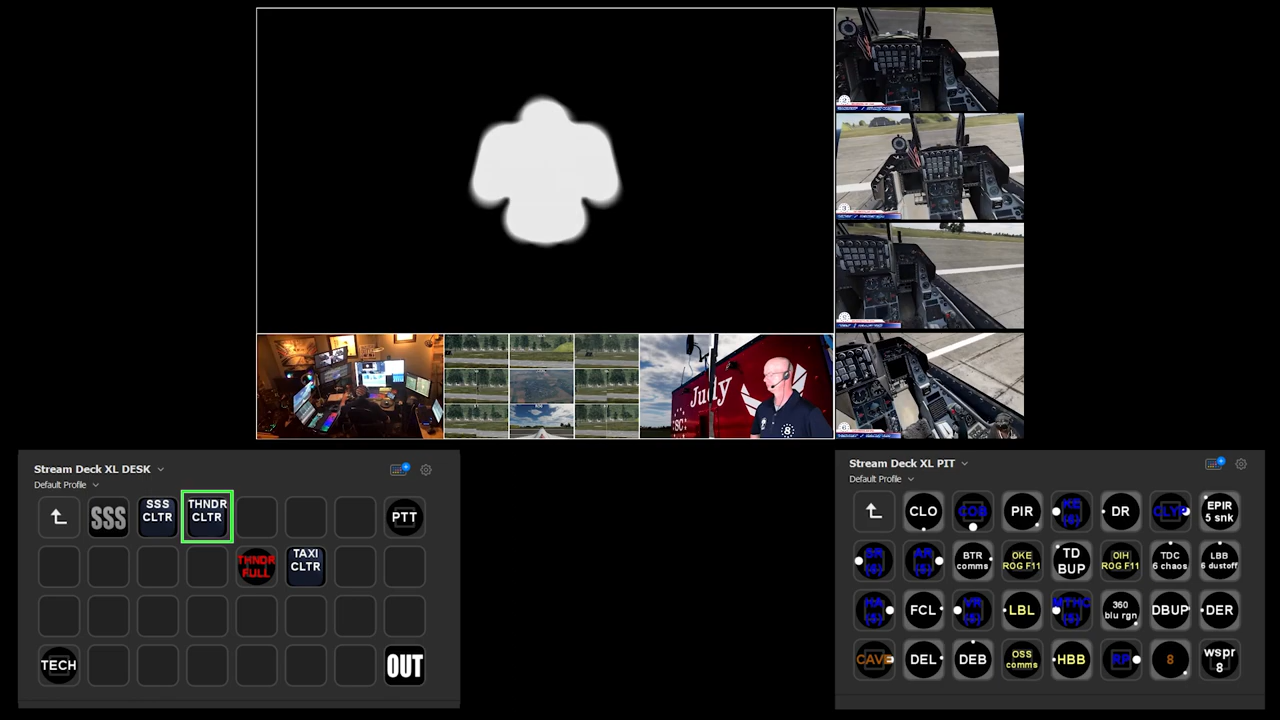 Judy
Stream Deck XL DESK
Default Profile
SSS
SSS
CLTR
THNDR
CLTR
PTT
THNDR
FULL
TAXI
CLTR
TECH
OUT
Stream Deck XL PIT
Default Profile
CLO
COB
PIR
DR
CLYP
EPIR
5 snk
BTR
comms
OKE
ROG F11
TD
BUP
OIH
ROG F11
TDC
6 chaos
LBB
6 dustoff
FCL
LBL
360
blu rgn
DBUP
DER
CAVE
DEL
DEB
OSS
comms
HBB
RP
8
wspr
8